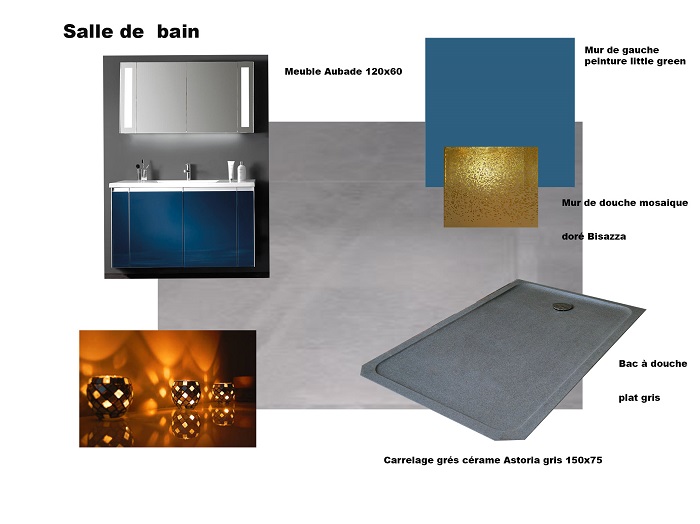 Salle de bain
Meuble Aubade 120x60
Mur de gauche
peinture little green
Mur de douche mosaique
doré Bisazza
Bac à douche
plat gris
Carrelage grés cérame Astoria gris 150x75